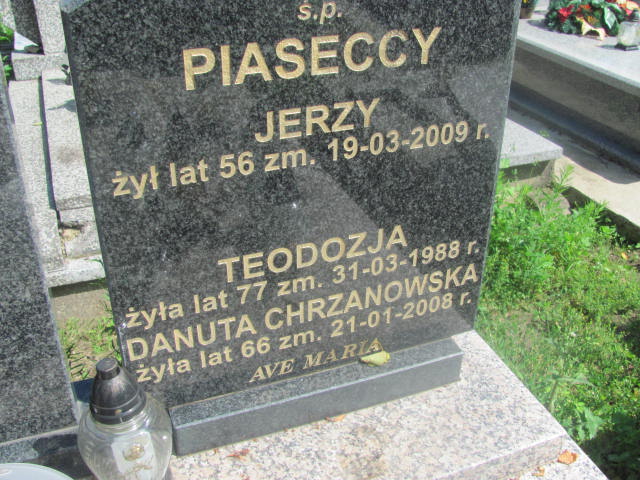 s.p.
PIASECCY
JERZY
żył lat 56 zm. 19-03-2009 r.
TEODOZJA
żyła lat 77 zm. 31-03-1988 r.
DANUTA CHRZANOWSKA
żyła lat 66 zm. 21-01-2008 r.
AVE MARIA